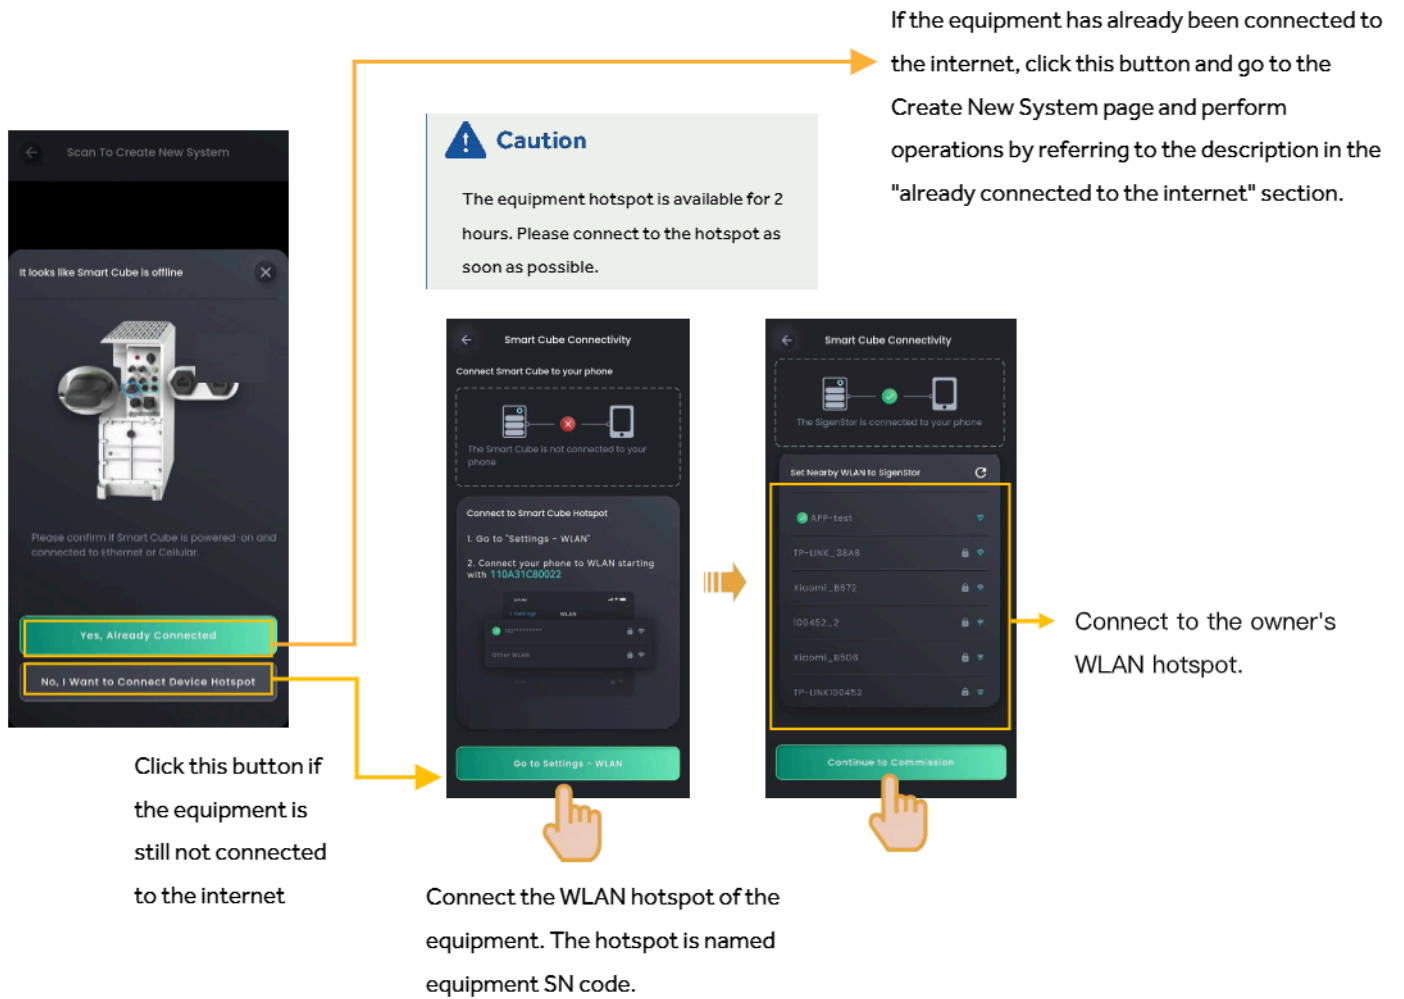 If the equipment has already been connected to
the internet, click this button and go to the
Create New System page and perform
operations by referring to the description in the
"already connected to the internet" section.
Caution
The equipment hotspot is available for 2
hours. Please connect to the hotspot as
soon as possible.
Scan To Create New System
It looks like Smart Cube is offline
Please confirm if Smart Cube is powered-on and
connected to Ethernet or Cellular.
Yes, Already Connected
No, I Want to Connect Device Hotspot
Click this button if
the equipment is
still not connected
to the internet
Smart Cube Connectivity
Connect Smart Cube to your phone
The Smart Cube is not connected to your
phone
Connect to Smart Cube Hotspot
1. Go to "Settings - WLAN"
2. Connect your phone to WLAN starting
with 110A31C80022
Settings
WLAN
Other WLAN
Go to Settings - WLAN
Connect the WLAN hotspot of the
equipment. The hotspot is named
equipment SN code.
Smart Cube Connectivity
The SigenStor is connected to your phone
Set Nearby WLAN to SigenStor
APP-test
TP-LINK_38A8
Xiaomi_B672
100452_2
Xiaomi_B5D6
TP-LINK100452
Continue to Commission
Connect to the owner's
WLAN hotspot.